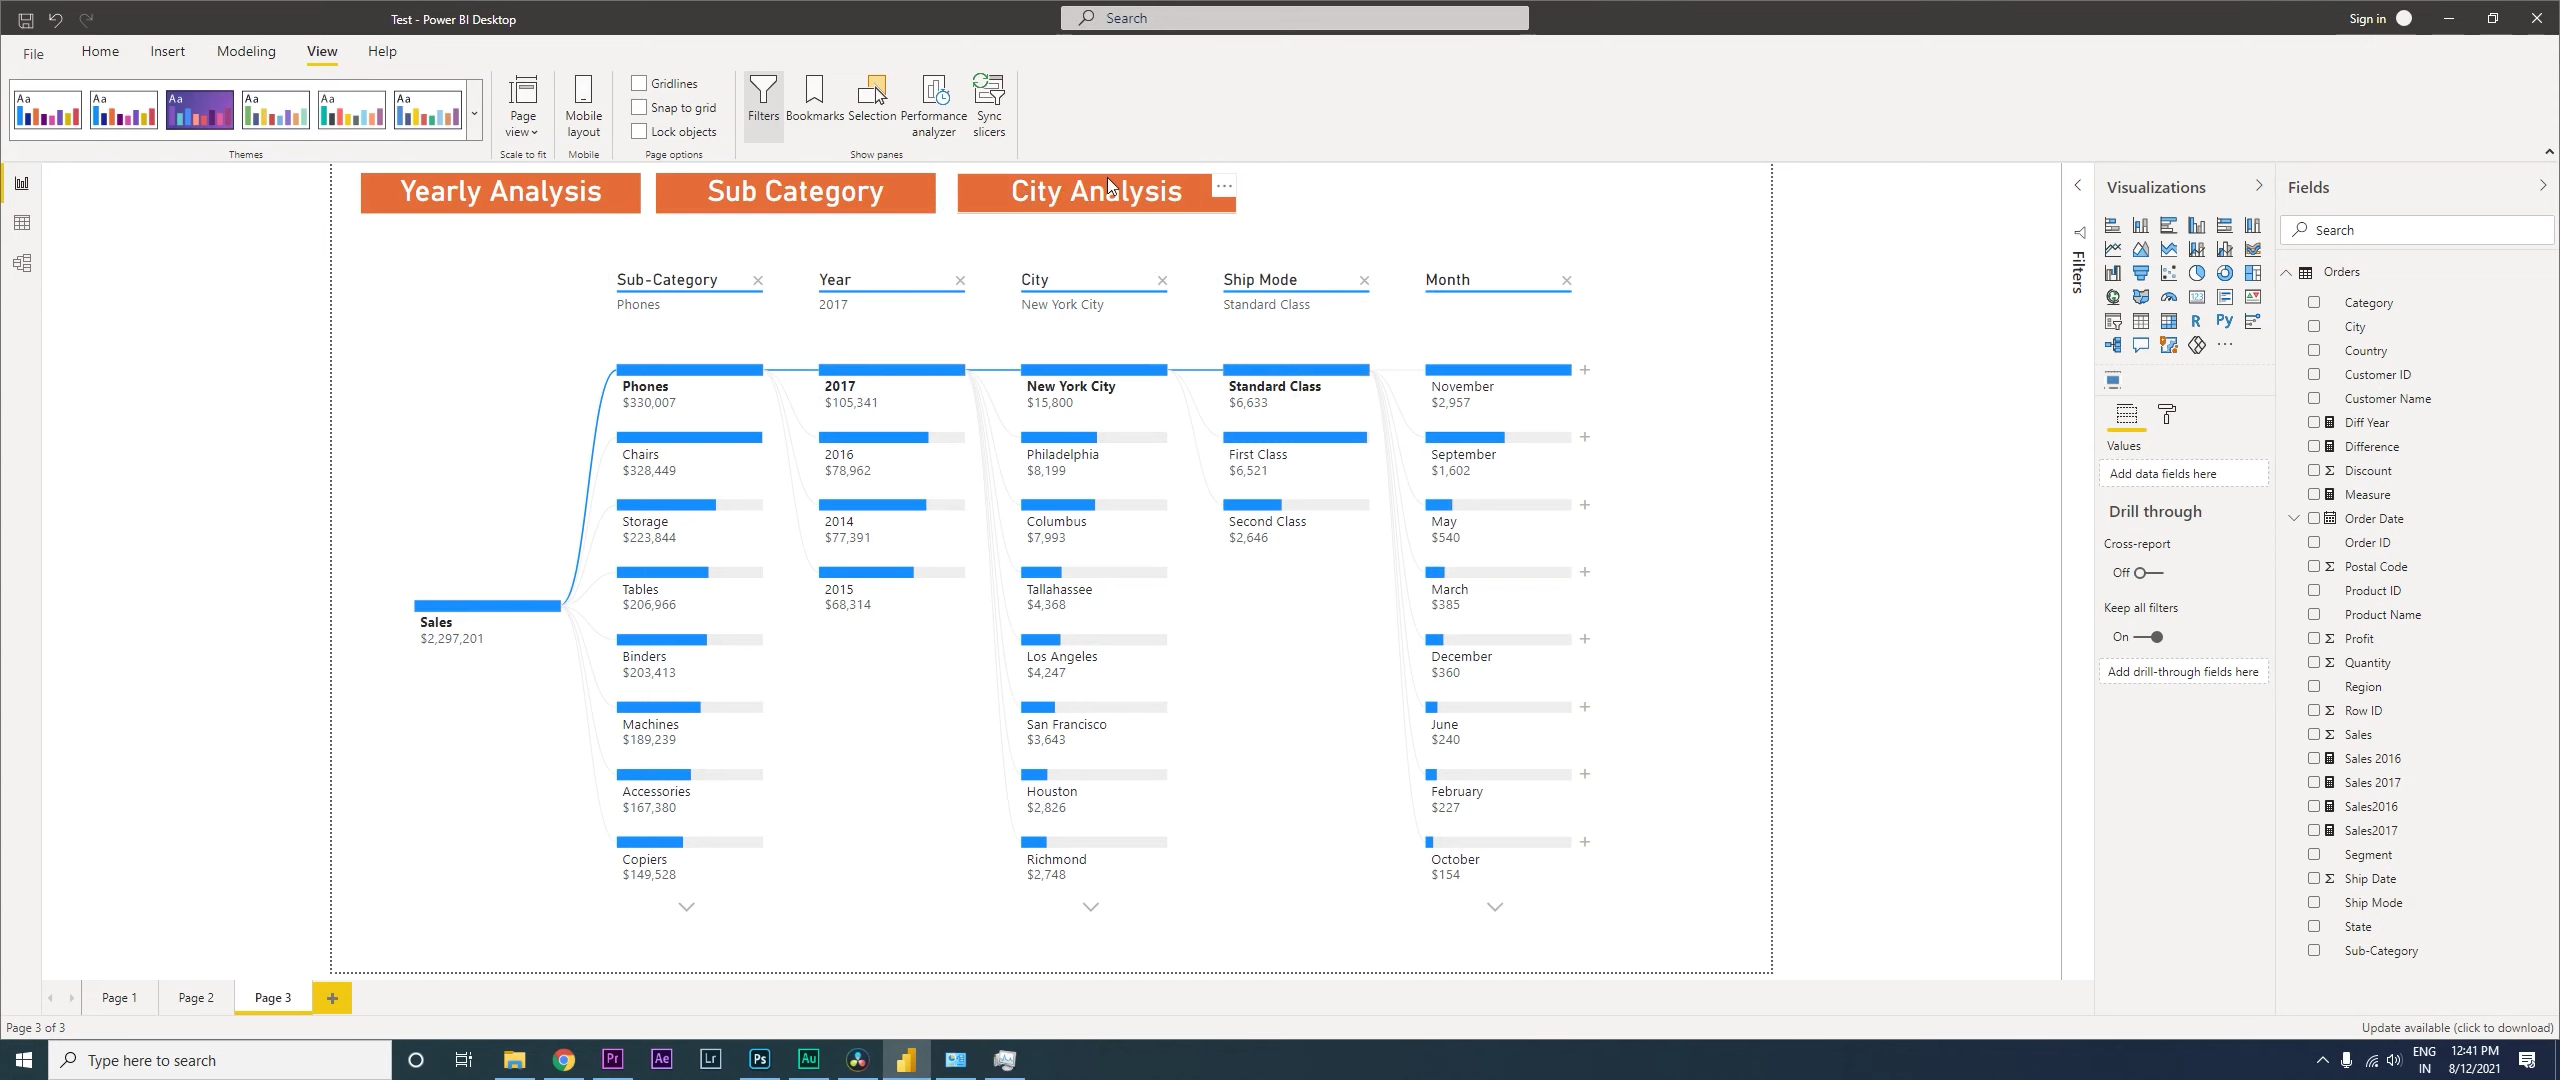 Test - Power BI Desktop
Search
Sign in
File
Home
Insert
Modeling
View
Help
Aa
Aa
Aa
Aa
Aa
Aa
Themes
Page view
Scale to fit
Mobile layout
Mobile
Gridlines
Snap to grid
Lock objects
Page options
Filters
Bookmarks
Selection
Performance analyzer
Sync slicers
Show panes
Yearly Analysis
Sub Category
City Analysis
Sub-Category
Phones
Year
2017
City
New York City
Ship Mode
Standard Class
Month
Sales
$2,297,201
Phones
$330,007
Chairs
$328,449
Storage
$223,844
Tables
$206,966
Binders
$203,413
Machines
$189,239
Accessories
$167,380
Copiers
$149,528
2017
$105,341
2016
$78,962
2014
$77,391
2015
$68,314
New York City
$15,800
Philadelphia
$8,199
Columbus
$7,993
Tallahassee
$4,368
Los Angeles
$4,247
San Francisco
$3,643
Houston
$2,826
Richmond
$2,748
Standard Class
$6,633
First Class
$6,521
Second Class
$2,646
November
$2,957
September
$1,602
May
$540
March
$385
December
$360
June
$240
February
$227
October
$154
Filters
Visualizations
R
Py
123
Values
Add data fields here
Drill through
Cross-report
Off
Keep all filters
On
Add drill-through fields here
Fields
Search
Orders
Category
City
Country
Customer ID
Customer Name
Diff Year
Difference
Discount
Measure
Order Date
Order ID
Postal Code
Product ID
Product Name
Profit
Quantity
Region
Row ID
Sales
Sales 2016
Sales 2017
Sales2016
Sales2017
Segment
Ship Date
Ship Mode
State
Sub-Category
Page 1
Page 2
Page 3
Page 3 of 3
Update available (click to download)
Type here to search
Pr
Ae
Lr
Ps
Au
ENG
IN
12:41 PM
8/12/2021